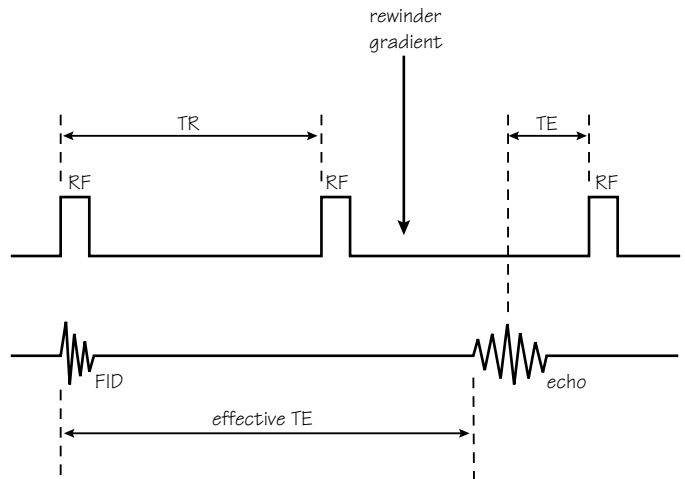 rewinder
gradient
TR
TE
RF
RF
RF
FID
echo
effective TE